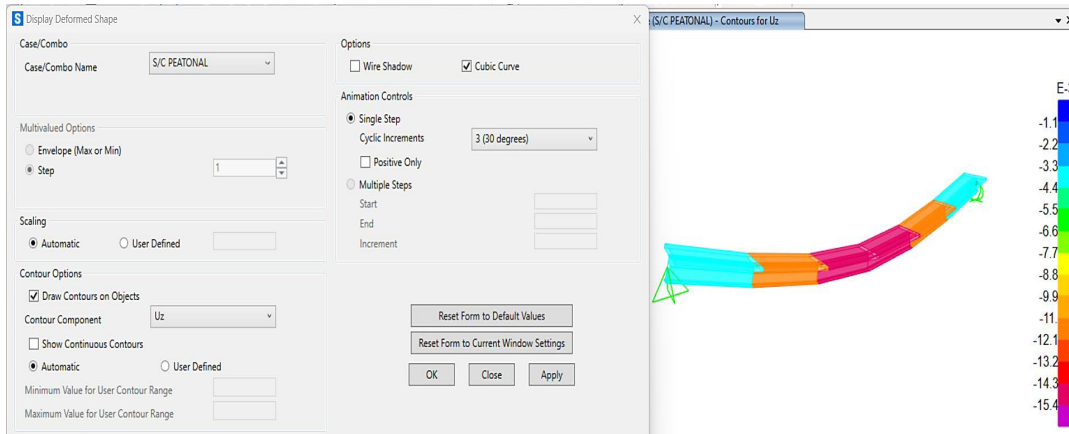 S Display Deformed Shape X
(S/C PEATONAL) - Contours for Uz
Case/Combo
Case/Combo Name S/C PEATONAL
Multivalued Options
Envelope (Max or Min)
Step 1
Scaling
Automatic User Defined
Contour Options
Draw Contours on Objects
Contour Component Uz
Show Continuous Contours
Automatic User Defined
Minimum Value for User Contour Range
Maximum Value for User Contour Range
Options
Wire Shadow Cubic Curve
Animation Controls
Single Step
Cyclic Increments 3 (30 degrees)
Positive Only
Multiple Steps
Start
End
Increment
Reset Form to Default Values
Reset Form to Current Window Settings
OK Close Apply
-1.1
-2.2
-3.3
-4.4
-5.5
-6.6
-7.7
-8.8
-9.9
-11.
-12.1
-13.2
-14.3
-15.4